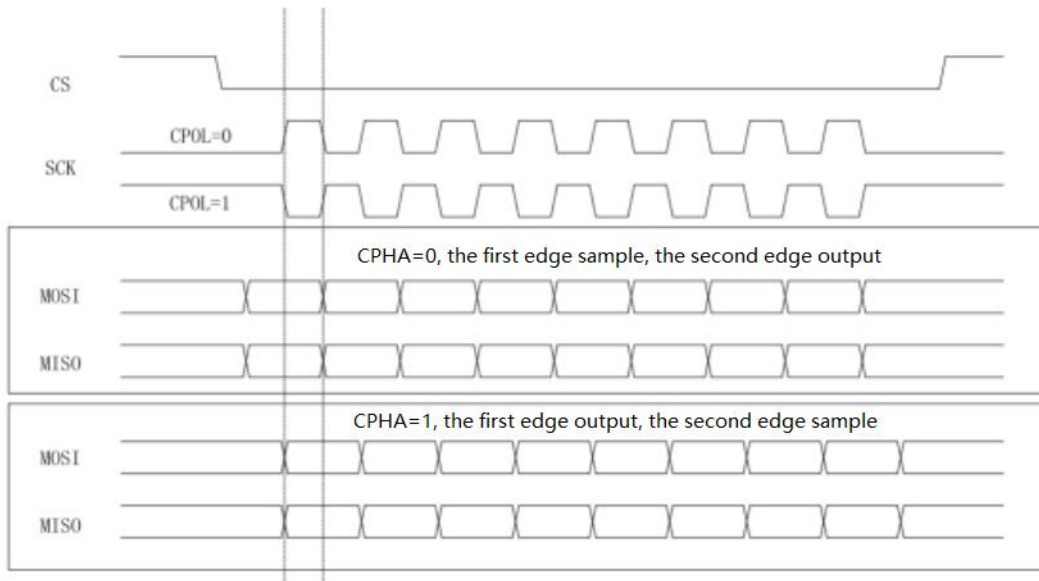 CS
CPOL=0
SCK
CPOL=1
CPHA=0, the first edge sample, the second edge output
MOSI
MISO
CPHA=1, the first edge output, the second edge sample
MOSI
MISO